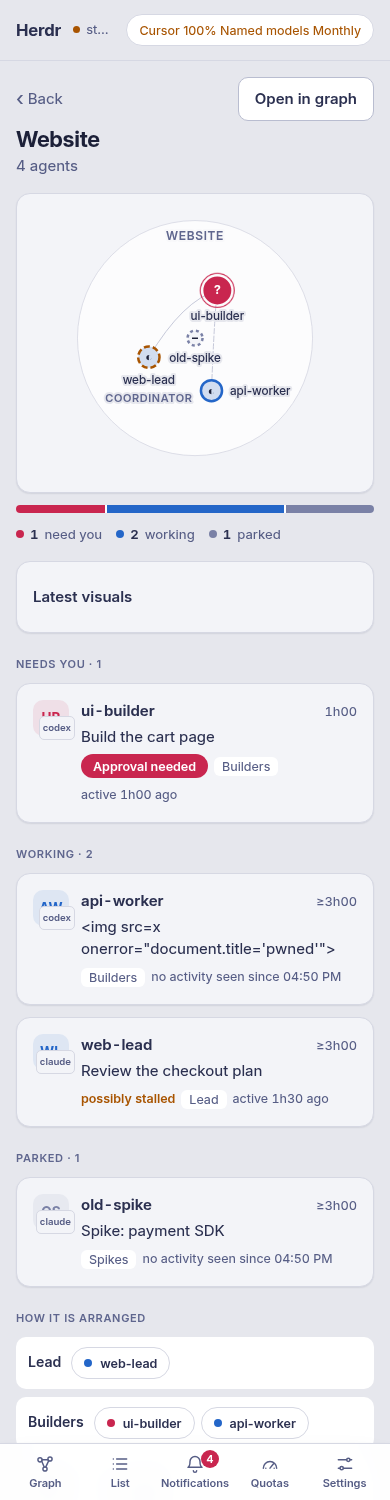 Herdr
st...
Cursor 100% Named models Monthly
‹ Back
Open in graph
Website
4 agents
WEBSITE
?
ui-builder
old-spike
web-lead
COORDINATOR
api-worker
1 need you
2 working
1 parked
Latest visuals
NEEDS YOU · 1
codex
ui-builder
1h00
Build the cart page
Approval needed
Builders
active 1h00 ago
WORKING · 2
codex
api-worker
≥3h00
<img src=x
onerror="document.title='pwned'">
Builders
no activity seen since 04:50 PM
claude
web-lead
≥3h00
Review the checkout plan
possibly stalled
Lead
active 1h30 ago
PARKED · 1
claude
old-spike
≥3h00
Spike: payment SDK
Spikes
no activity seen since 04:50 PM
HOW IT IS ARRANGED
Lead
web-lead
Builders
ui-builder
api-worker
4
Graph
List
Notifications
Quotas
Settings